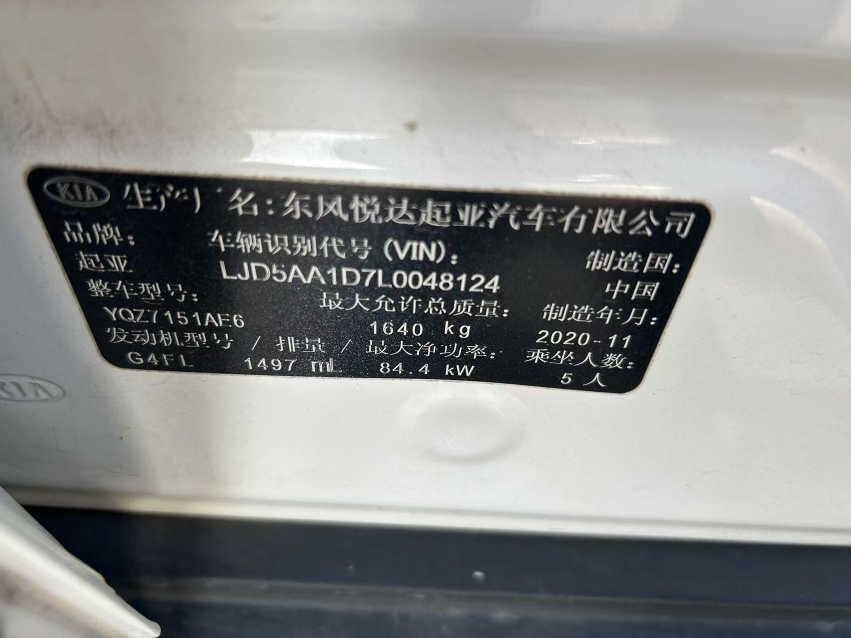 KIA 生产厂名:东风悦达起亚汽车有限公司
品牌: 车辆识别代号(VIN): 制造国:
起亚 LJD5AA1D7L0048124 中国
整车型号: 最大允许总质量: 制造年月:
YQZ7151AE6 1640 kg 2020-11
发动机型号 / 排量 / 最大净功率: 乘坐人数:
G4FL 1497 mL 84.4 kW 5 人
KIA